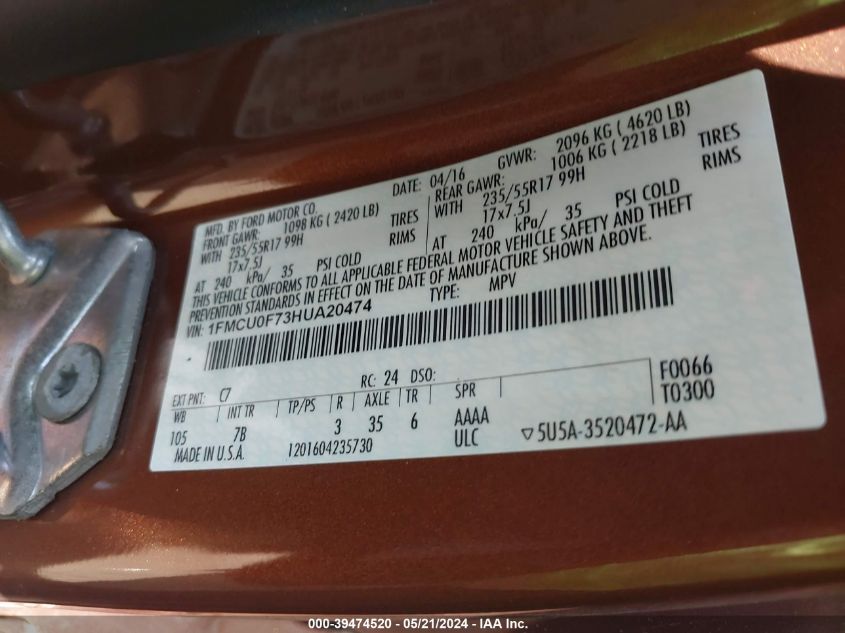 MFD. BY FORD MOTOR CO.
DATE: 04/16 GVWR: 2096 KG ( 4620 LB)
FRONT GAWR: 1098 KG ( 2420 LB)
REAR GAWR: 1006 KG ( 2218 LB)
WITH 235/55R17 99H TIRES
WITH 235/55R17 99H TIRES
17x7.5J RIMS
17x7.5J RIMS
AT 240 kPa/ 35 PSI COLD
AT 240 kPa/ 35 PSI COLD
THIS VEHICLE CONFORMS TO ALL APPLICABLE FEDERAL MOTOR VEHICLE SAFETY AND THEFT
PREVENTION STANDARDS IN EFFECT ON THE DATE OF MANUFACTURE SHOWN ABOVE.
VIN: 1FMCU0F73HUA20474 TYPE: MPV
EXT PNT: C7 RC: 24 DSO: F0066
WB INT TR TP/PS R AXLE TR SPR T0300
105 7B 3 35 6 AAAA
ULC
MADE IN U.S.A. 1201604235730 ▽5U5A-3520472-AA
000-39474520 / 05/21/2024 - IAA Inc.